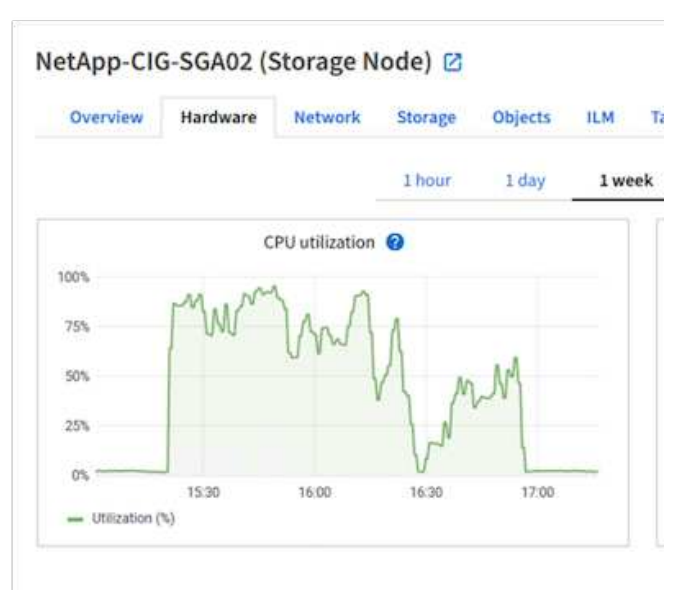 NetApp-CIG-SGA02 (Storage Node)
Overview Hardware Network Storage Objects ILM Ta
1 hour 1 day 1 week
CPU utilization ?
100%
75%
50%
25%
0%
15:30 16:00 16:30 17:00
Utilization (%)